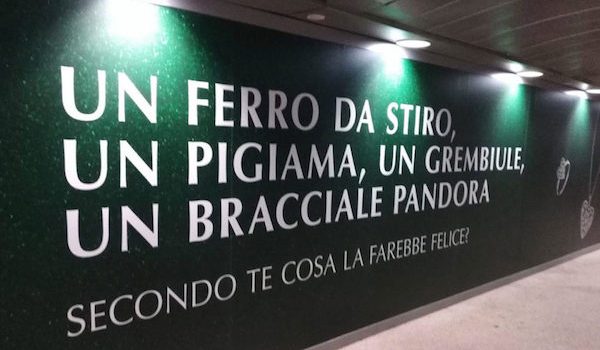 UN FERRO DA STIRO,
UN PIGIAMA, UN GREMBIULE,
UN BRACCIALE PANDORA
SECONDO TE COSA LA FAREBBE FELICE?